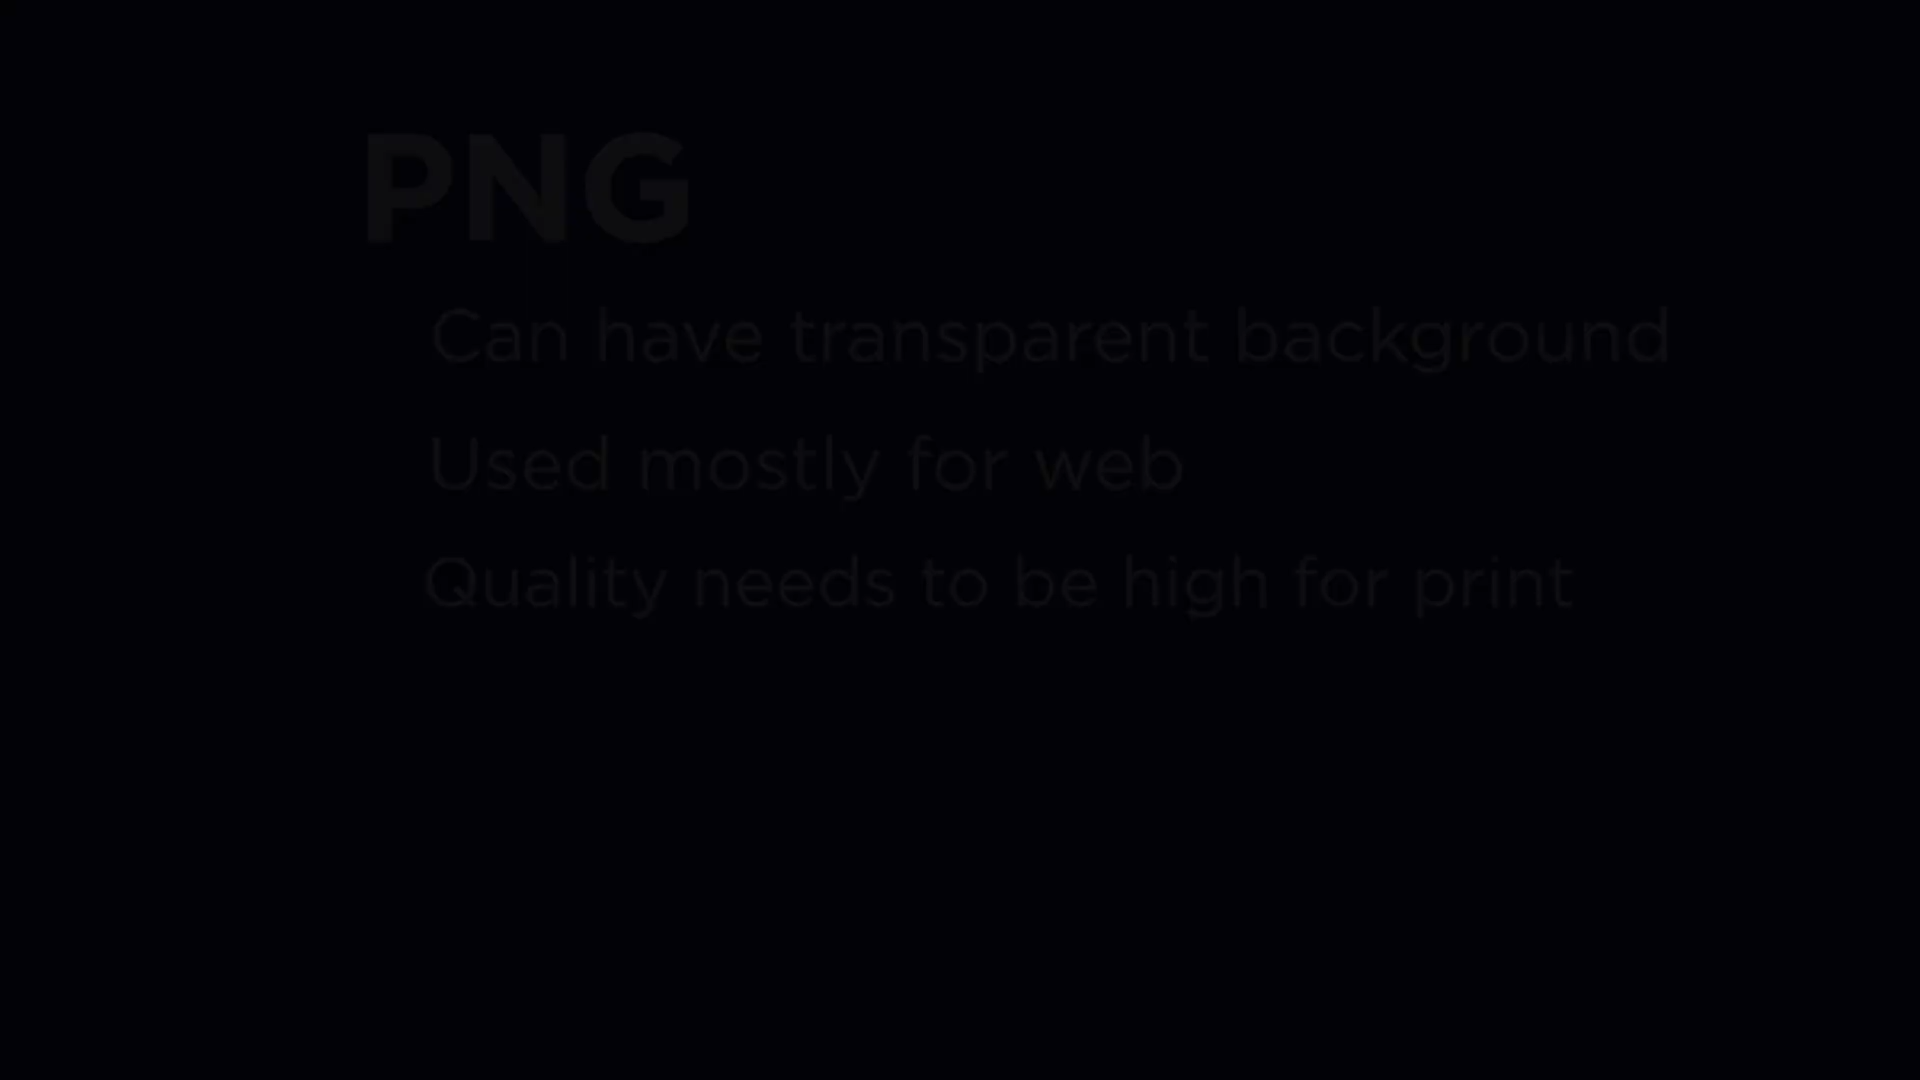 PNG
Can have transparent background
Used mostly for web
Quality needs to be high for print